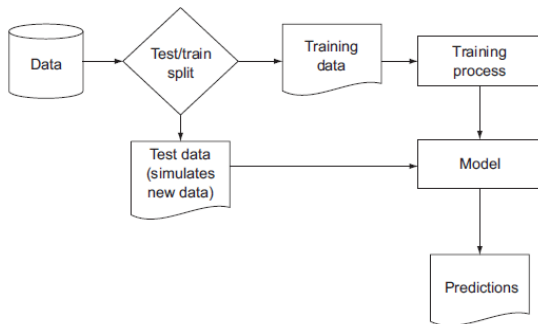 Data
Test/train
split
Training
data
Training
process
Test data
(simulates
new data)
Model
Predictions